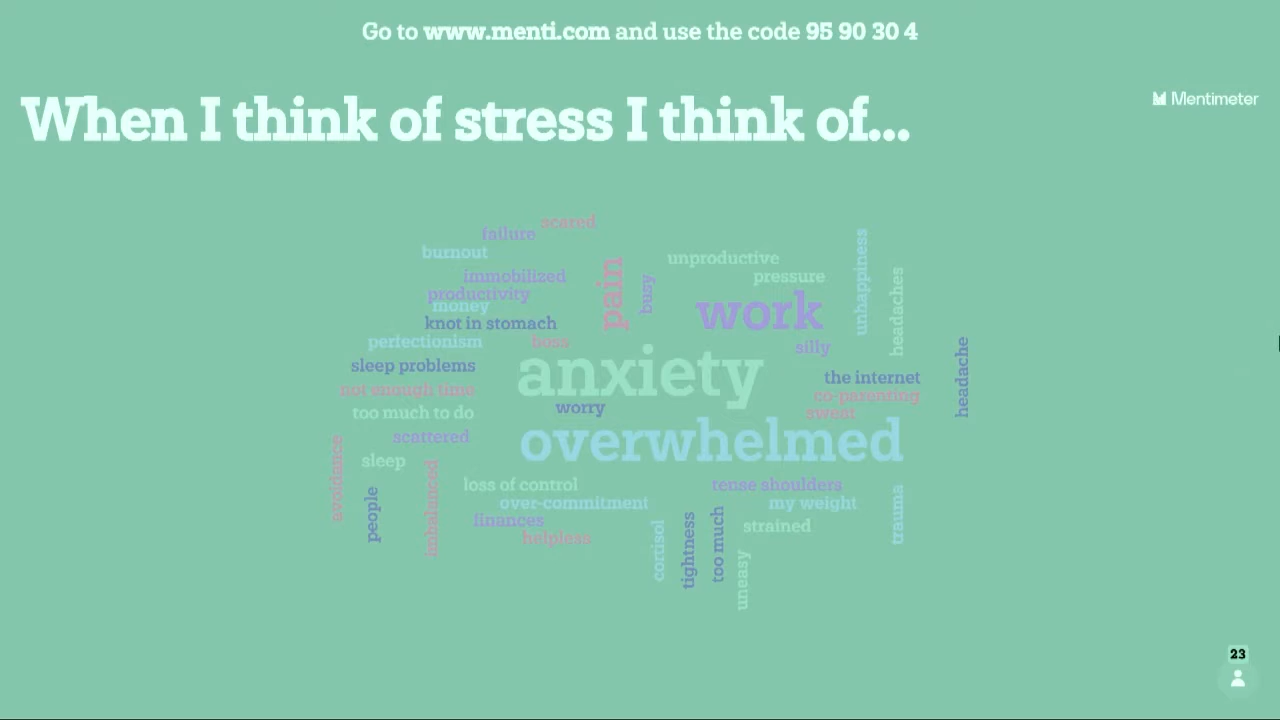 Go to www.menti.com and use the code 95 90 30 4
When I think of stress I think of...
Mentimeter
scared
failure
burnout
unproductive
immobilized
pressure
pain
busy
unhappiness
headaches
productivity
money
work
knot in stomach
perfectionism
boss
silly
sleep problems
anxiety
the internet
headache
not enough time
co-parenting
too much to do
worry
sweat
scattered
overwhelmed
sleep
avoidance
people
imbalanced
loss of control
tense shoulders
over-commitment
my weight
trauma
finances
strained
helpless
cortisol
tightness
too much
uneasy
23